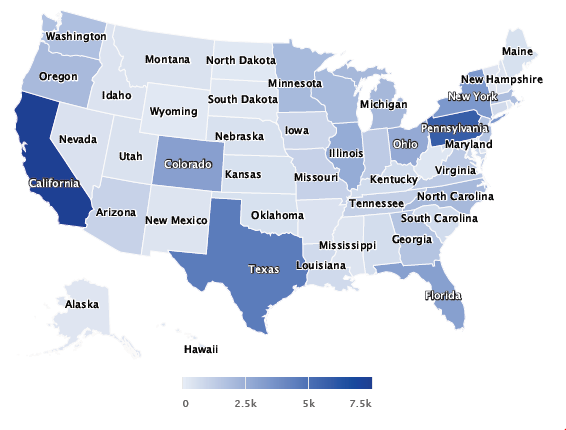 Washington
Maine
Montana
North Dakota
Oregon
Minnesota
New Hampshire
Idaho
South Dakota
New York
Michigan
Wyoming
Pennsylvania
Iowa
Nebraska
Nevada
Ohio
Maryland
Illinois
Utah
Colorado
Virginia
Kansas
Missouri
Kentucky
California
North Carolina
Tennessee
Arizona
Oklahoma
New Mexico
South Carolina
Georgia
Mississippi
Louisiana
Texas
Florida
Alaska
Hawaii
0 2.5k 5k 7.5k